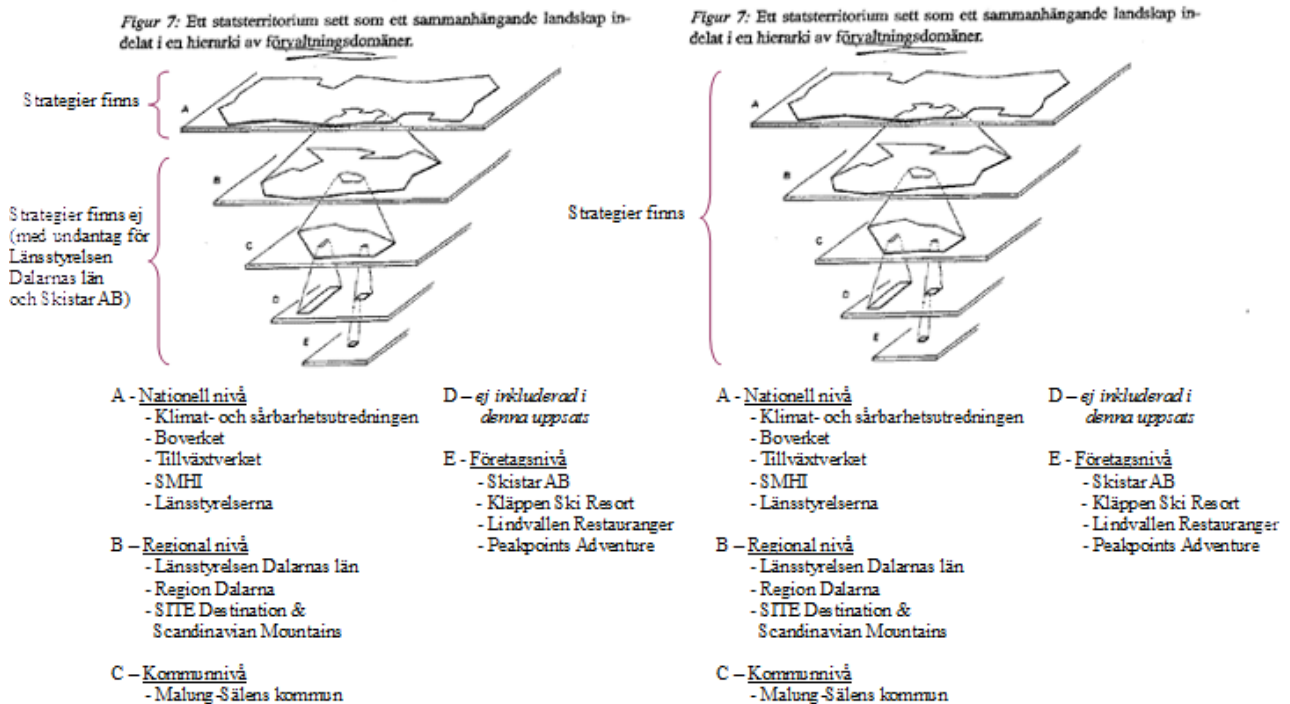 Figur 7: Ett statsterritorium sett som ett sammanhängande landskap in-
delat i en hierarki av förvaltningsdomäner.
Strategier finns
A
B
Strategier finns ej
(med undantag för
Länsstyrelsen
Dalarnas län
och Skistar AB)
C
D
E
A - Nationell nivå
- Klimat- och sårbarhetsutredningen
- Boverket
- Tillväxtverket
- SMHI
- Länsstyrelserna
B – Regional nivå
- Länsstyrelsen Dalarnas län
- Region Dalarna
- SITE Destination &
Scandinavian Mountains
C – Kommunnivå
- Malung-Sälens kommun
D – ej inkluderad i
denna uppsats
E - Företagsnivå
- Skistar AB
- Kläppen Ski Resort
- Lindvallen Restauranger
- Peakpoints Adventure
Figur 7: Ett statsterritorium sett som ett sammanhängande landskap in-
delat i en hierarki av förvaltningsdomäner.
A
B
Strategier finns
C
D
E
A - Nationell nivå
- Klimat- och sårbarhetsutredningen
- Boverket
- Tillväxtverket
- SMHI
- Länsstyrelserna
B – Regional nivå
- Länsstyrelsen Dalarnas län
- Region Dalarna
- SITE Destination &
Scandinavian Mountains
C – Kommunnivå
- Malung-Sälens kommun
D – ej inkluderad i
denna uppsats
E - Företagsnivå
- Skistar AB
- Kläppen Ski Resort
- Lindvallen Restauranger
- Peakpoints Adventure